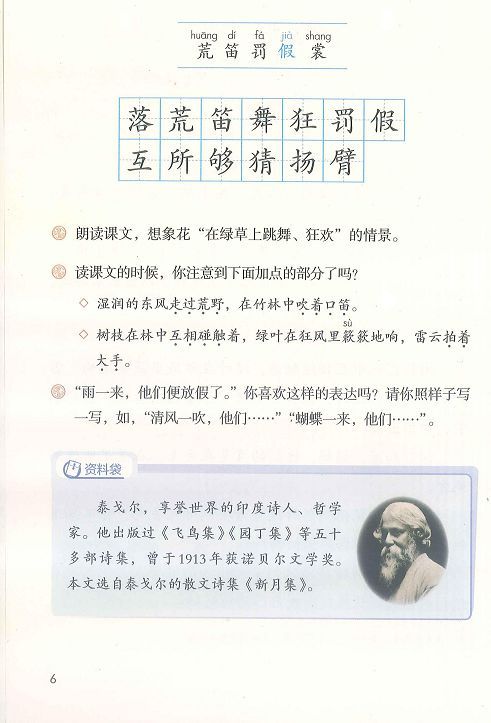 huāng dí fá jià shang
荒 笛 罚 假 裳
落荒笛舞狂罚假
互所够猜扬臂
朗读课文，想象花“在绿草上跳舞、狂欢”的情景。
读课文的时候，你注意到下面加点的部分了吗？
◇ 湿润的东风走过荒野，在竹林中吹着口笛。
sù
◇ 树枝在林中互相碰触着，绿叶在狂风里簌簌地响，雷云拍着
大手。
“雨一来，他们便放假了。”你喜欢这样的表达吗？请你照样子写
一写，如，“清风一吹，他们……”“蝴蝶一来，他们……”。
资料袋
泰戈尔，享誉世界的印度诗人、哲学
家。他出版过《飞鸟集》《园丁集》等五十
多部诗集，曾于1913年获诺贝尔文学奖。
本文选自泰戈尔的散文诗集《新月集》。
6